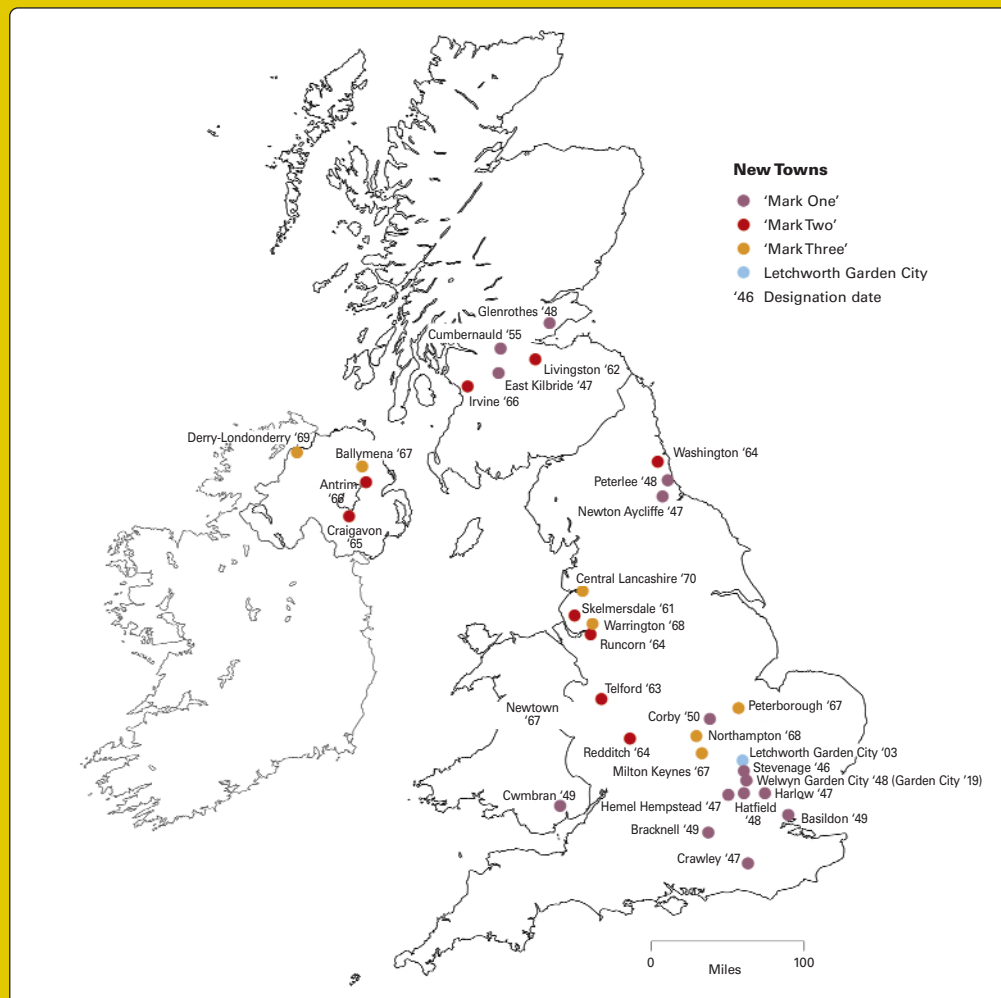 New Towns
‘Mark One’
‘Mark Two’
‘Mark Three’
Letchworth Garden City
‘46 Designation date
Glenrothes ‘48
Cumbernauld ‘55
Livingston ‘62
East Kilbride ‘47
Irvine ‘66
Derry-Londonderry ‘69
Ballymena ‘67
Antrim
‘66
Craigavon
‘65
Washington ‘64
Peterlee ‘48
Newton Aycliffe ‘47
Central Lancashire ‘70
Skelmersdale ‘61
Warrington ‘68
Runcorn ‘64
Telford ‘63
Newtown
‘67
Corby ‘50
Peterborough ‘67
Northampton ‘68
Redditch ‘64
Milton Keynes ‘67
Letchworth Garden City ‘03
Stevenage ‘46
Welwyn Garden City ‘48 (Garden City ‘19)
Harlow ‘47
Hemel Hempstead ‘47
Hatfield
‘48
Cwmbran ‘49
Basildon ‘49
Bracknell ‘49
Crawley ‘47
0
100
Miles